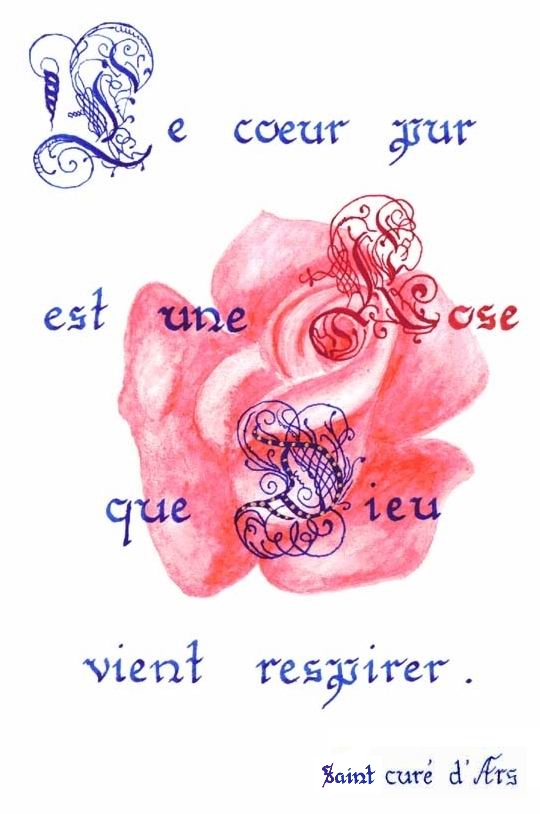 Le coeur pur
est une Rose
que Dieu
vient respirer.
Saint curé d'Ars